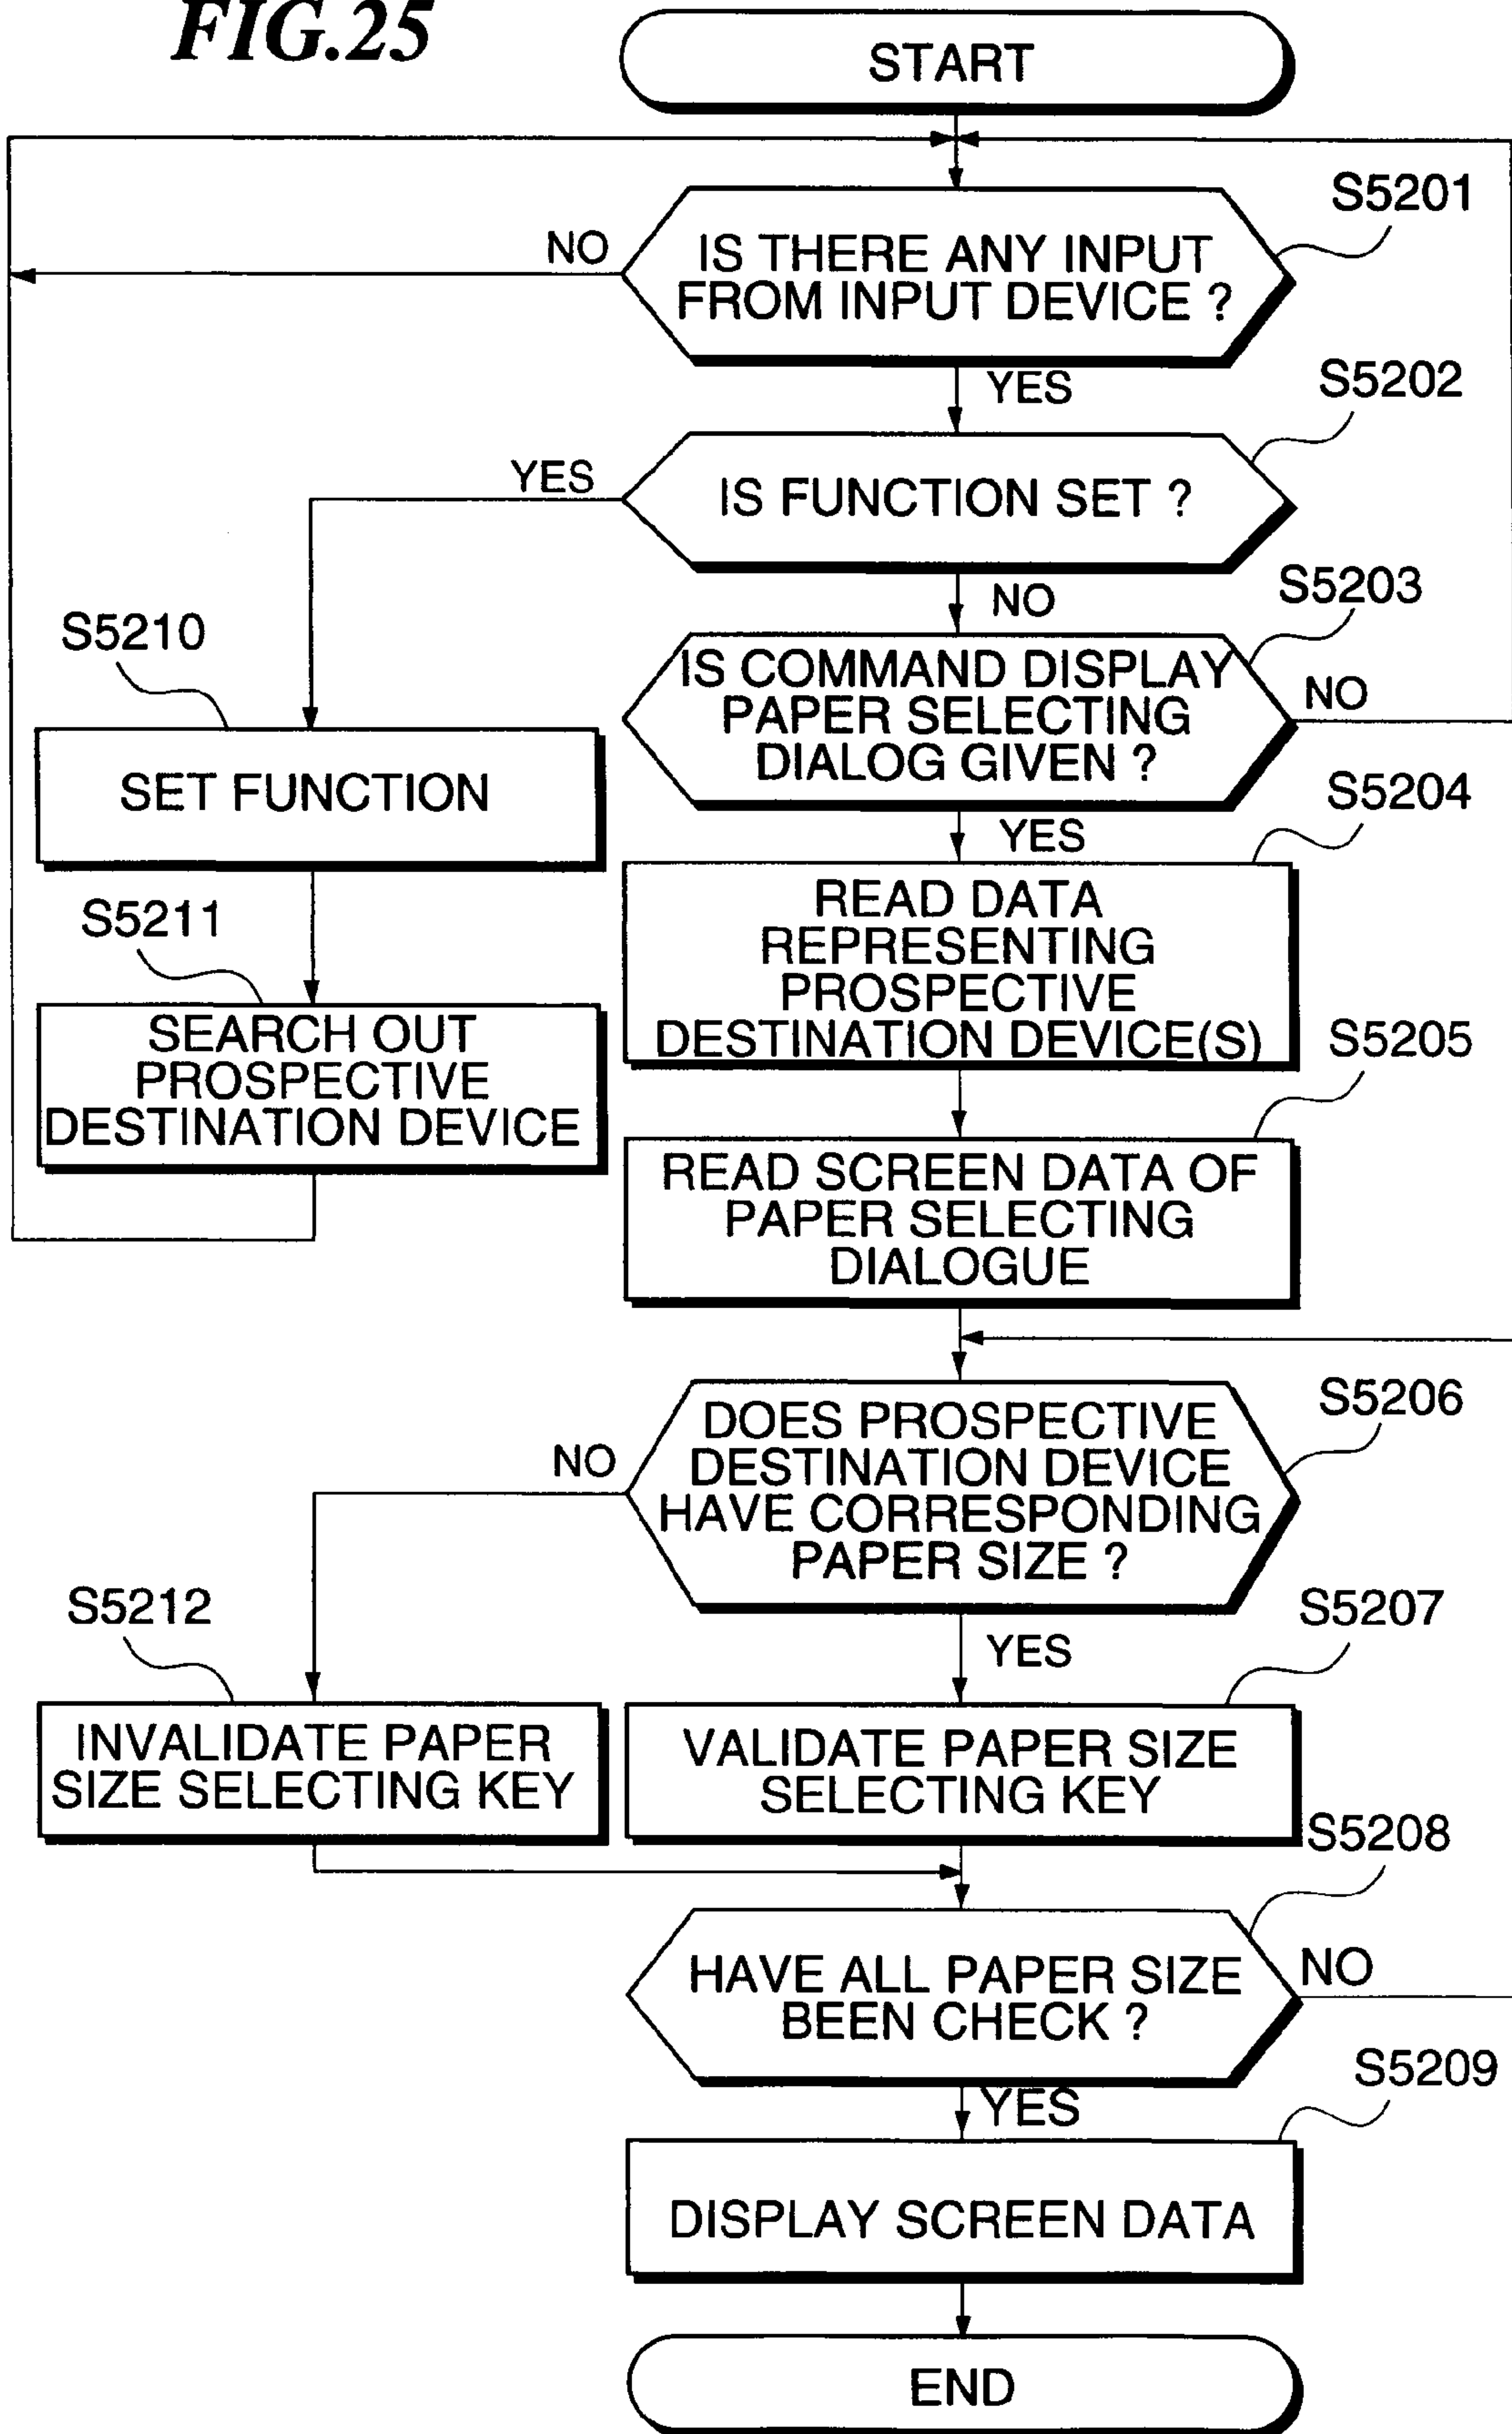 FIG.25
START
S5201
NO
IS THERE ANY INPUT
FROM INPUT DEVICE ?
YES
S5202
YES
IS FUNCTION SET ?
NO
S5203
IS COMMAND DISPLAY
PAPER SELECTING
DIALOG GIVEN ?
NO
S5210
SET FUNCTION
YES
S5204
READ DATA
REPRESENTING
PROSPECTIVE
DESTINATION DEVICE(S)
S5211
SEARCH OUT
PROSPECTIVE
DESTINATION DEVICE
S5205
READ SCREEN DATA OF
PAPER SELECTING
DIALOGUE
S5206
NO
DOES PROSPECTIVE
DESTINATION DEVICE
HAVE CORRESPONDING
PAPER SIZE ?
S5212
YES
S5207
INVALIDATE PAPER
SIZE SELECTING KEY
VALIDATE PAPER SIZE
SELECTING KEY
S5208
HAVE ALL PAPER SIZE
BEEN CHECK ?
NO
YES
S5209
DISPLAY SCREEN DATA
END